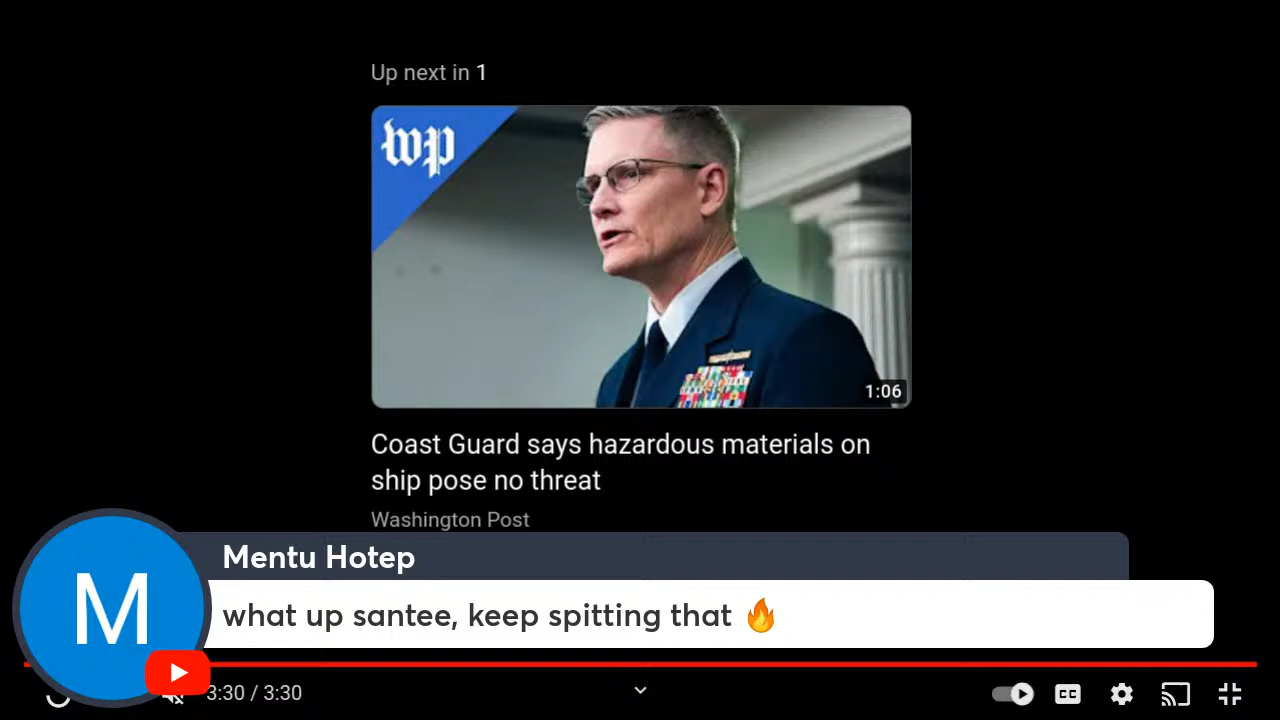 Up next in 1
wp
1:06
Coast Guard says hazardous materials on
ship pose no threat
Washington Post
M
Mentu Hotep
what up santee, keep spitting that 🔥
3:30 / 3:30
CC